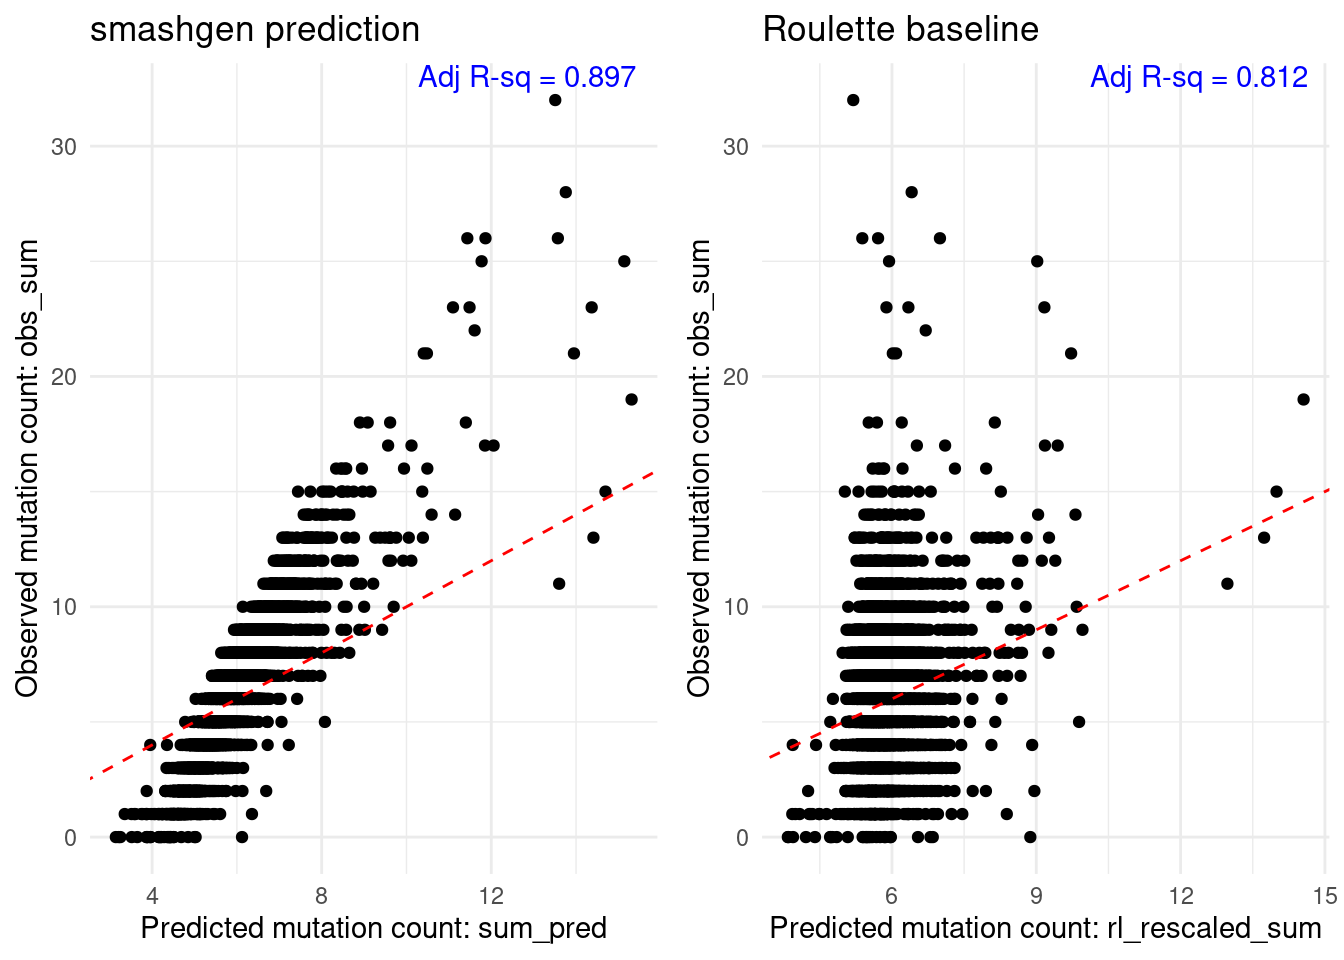 smashgen prediction
Adj R-sq = 0.897
Observed mutation count: obs_sum
30
20
10
0
4
8
12
Predicted mutation count: sum_pred
Roulette baseline
Adj R-sq = 0.812
Observed mutation count: obs_sum
30
20
10
0
6
9
12
15
Predicted mutation count: rl_rescaled_sum